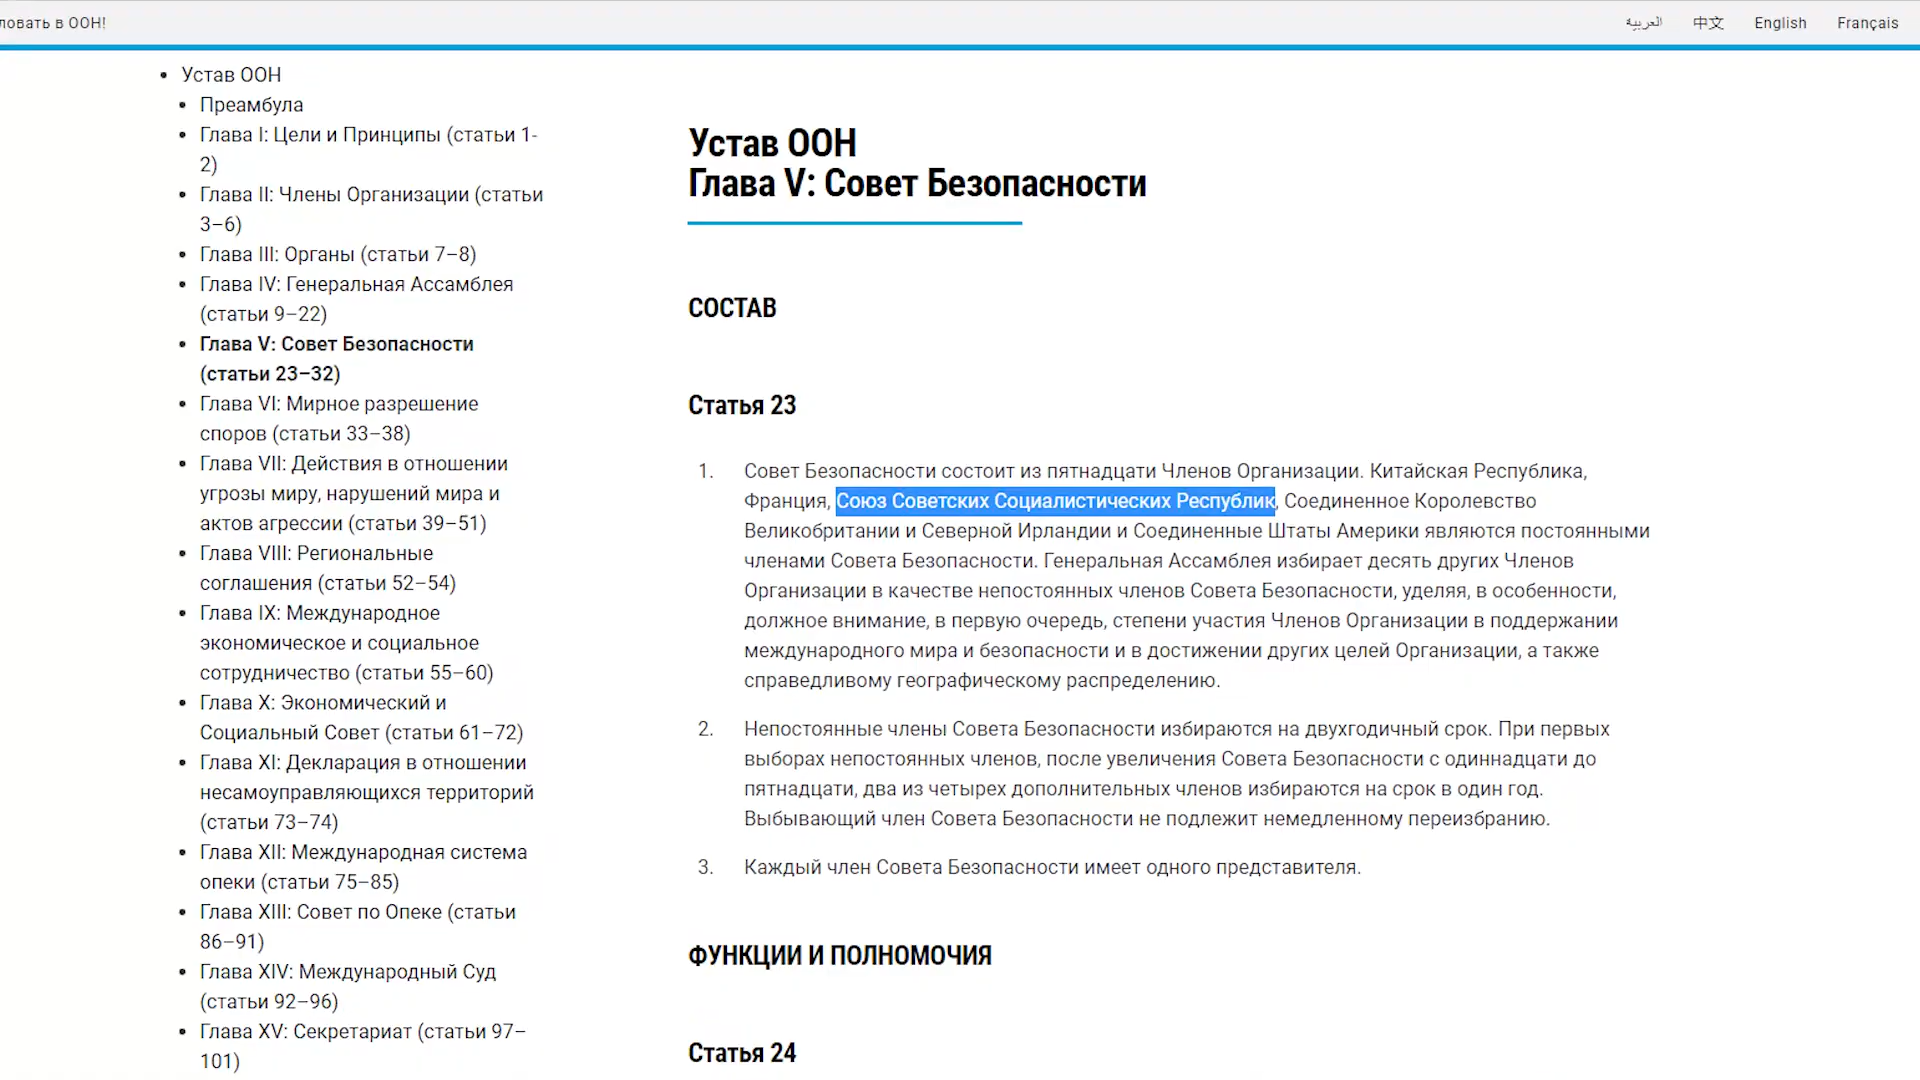 ловать в ООН!
العربية
中文
English
Français
Устав ООН
Преамбула
Глава I: Цели и Принципы (статьи 1-
2)
Глава II: Члены Организации (статьи
3–6)
Глава III: Органы (статьи 7–8)
Глава IV: Генеральная Ассамблея
(статьи 9–22)
Глава V: Совет Безопасности
(статьи 23–32)
Глава VI: Мирное разрешение
споров (статьи 33–38)
Глава VII: Действия в отношении
угрозы миру, нарушений мира и
актов агрессии (статьи 39–51)
Глава VIII: Региональные
соглашения (статьи 52–54)
Глава IX: Международное
экономическое и социальное
сотрудничество (статьи 55–60)
Глава X: Экономический и
Социальный Совет (статьи 61–72)
Глава XI: Декларация в отношении
несамоуправляющихся территорий
(статьи 73–74)
Глава XII: Международная система
опеки (статьи 75–85)
Глава XIII: Совет по Опеке (статьи
86–91)
Глава XIV: Международный Суд
(статьи 92–96)
Глава XV: Секретариат (статьи 97–
101)
Устав ООН
Глава V: Совет Безопасности
СОСТАВ
Статья 23
1. Совет Безопасности состоит из пятнадцати Членов Организации. Китайская Республика,
Франция, Союз Советских Социалистических Республик, Соединенное Королевство
Великобритании и Северной Ирландии и Соединенные Штаты Америки являются постоянными
членами Совета Безопасности. Генеральная Ассамблея избирает десять других Членов
Организации в качестве непостоянных членов Совета Безопасности, уделяя, в особенности,
должное внимание, в первую очередь, степени участия Членов Организации в поддержании
международного мира и безопасности и в достижении других целей Организации, а также
справедливому географическому распределению.
2. Непостоянные члены Совета Безопасности избираются на двухгодичный срок. При первых
выборах непостоянных членов, после увеличения Совета Безопасности с одиннадцати до
пятнадцати, два из четырех дополнительных членов избираются на срок в один год.
Выбывающий член Совета Безопасности не подлежит немедленному переизбранию.
3. Каждый член Совета Безопасности имеет одного представителя.
ФУНКЦИИ И ПОЛНОМОЧИЯ
Статья 24